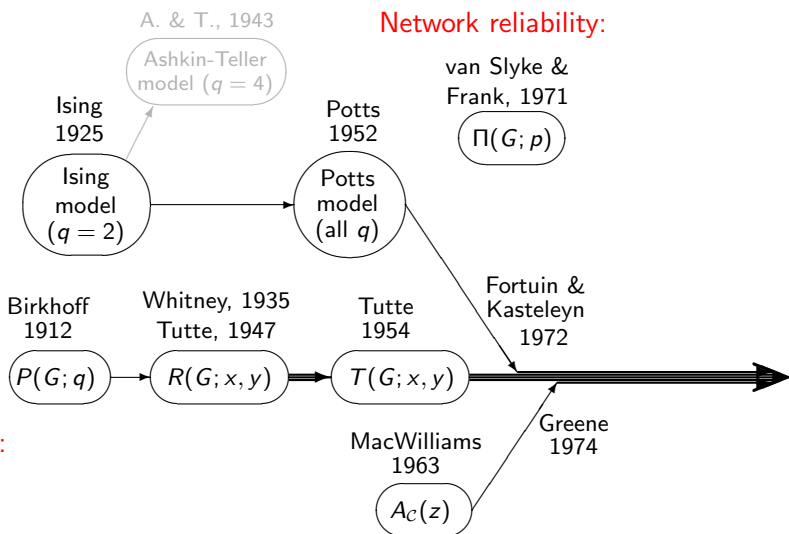 A. & T., 1943
Network reliability:
Ashkin-Teller
model (q = 4)
van Slyke &
Frank, 1971
Π(G; p)
Ising
1925
Potts
1952
Ising
model
(q = 2)
Potts
model
(all q)
Fortuin &
Kasteleyn
1972
Birkhoff
1912
Whitney, 1935
Tutte, 1947
Tutte
1954
P(G; q)
R(G; x, y)
T(G; x, y)
:
MacWilliams
1963
Greene
1974
A_C(z)